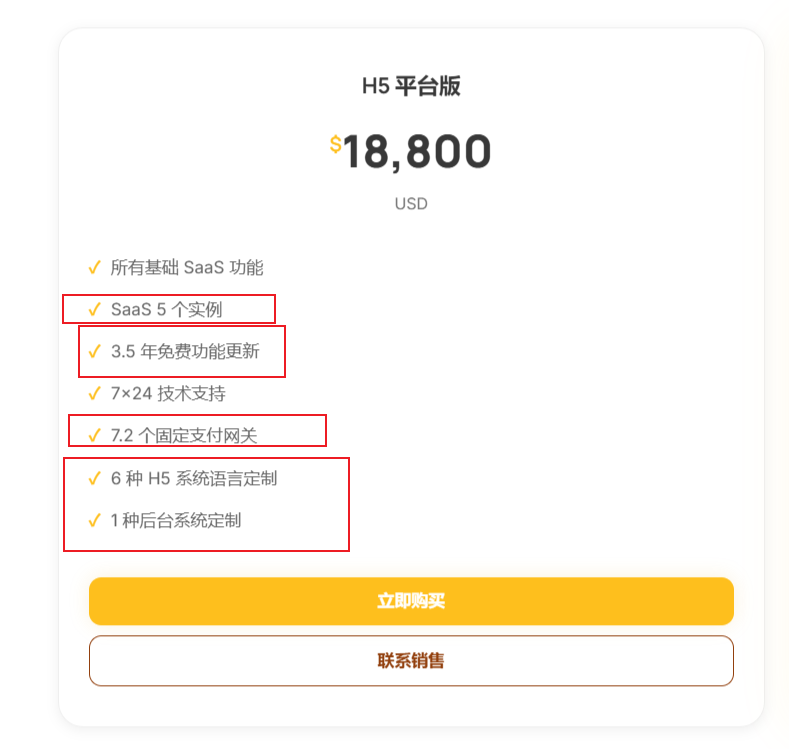 H5 平台版
$18,800
USD
✓ 所有基础 SaaS 功能
✓ SaaS 5 个实例
✓ 3.5 年免费功能更新
✓ 7×24 技术支持
✓ 7.2 个固定支付网关
✓ 6 种 H5 系统语言定制
✓ 1 种后台系统定制
立即购买
联系销售